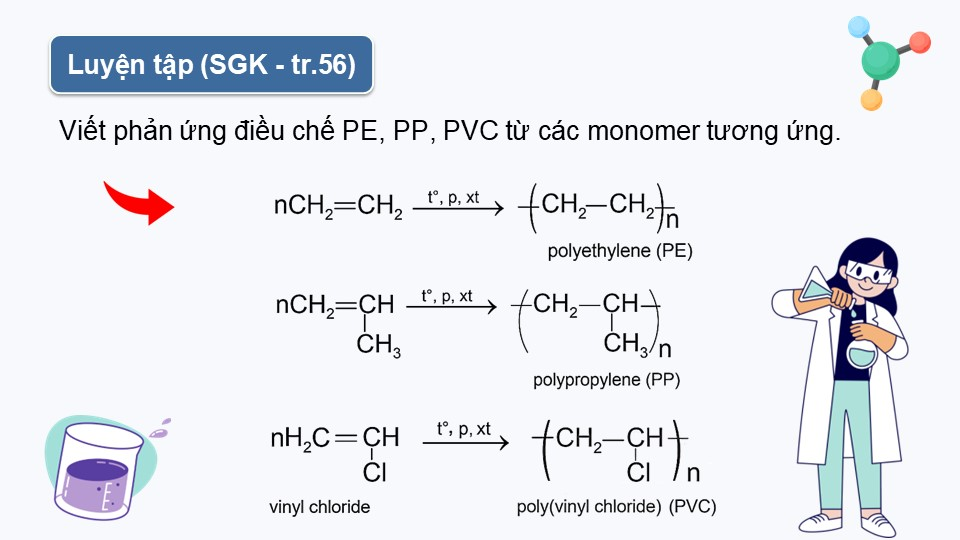 Luyện tập (SGK - tr.56)
Viết phản ứng điều chế PE, PP, PVC từ các monomer tương ứng.
t°, p, xt
nCH₂=CH₂ ⟶ (CH₂—CH₂)n
polyethylene (PE)
t°, p, xt
nCH₂=CH ⟶ (CH₂—CH)n
CH₃ CH₃
polypropylene (PP)
t°, p, xt
nH₂C=CH ⟶ (CH₂—CH)n
Cl Cl
vinyl chloride poly(vinyl chloride) (PVC)